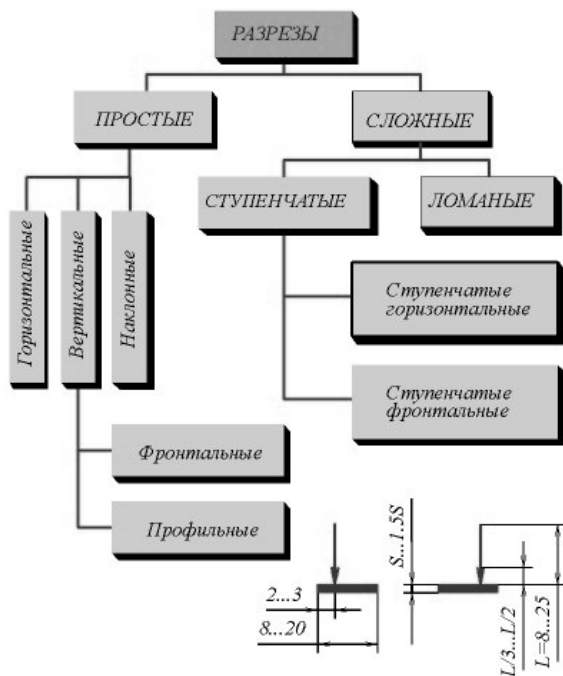 РАЗРЕЗЫ
ПРОСТЫЕ
СЛОЖНЫЕ
СТУПЕНЧАТЫЕ
ЛОМАНЫЕ
Горизонтальные
Вертикальные
Наклонные
Ступенчатые
горизонтальные
Ступенчатые
фронтальные
Фронтальные
Профильные
2...3
8...20
S...1.5S
L/3...L/2
L=8...25